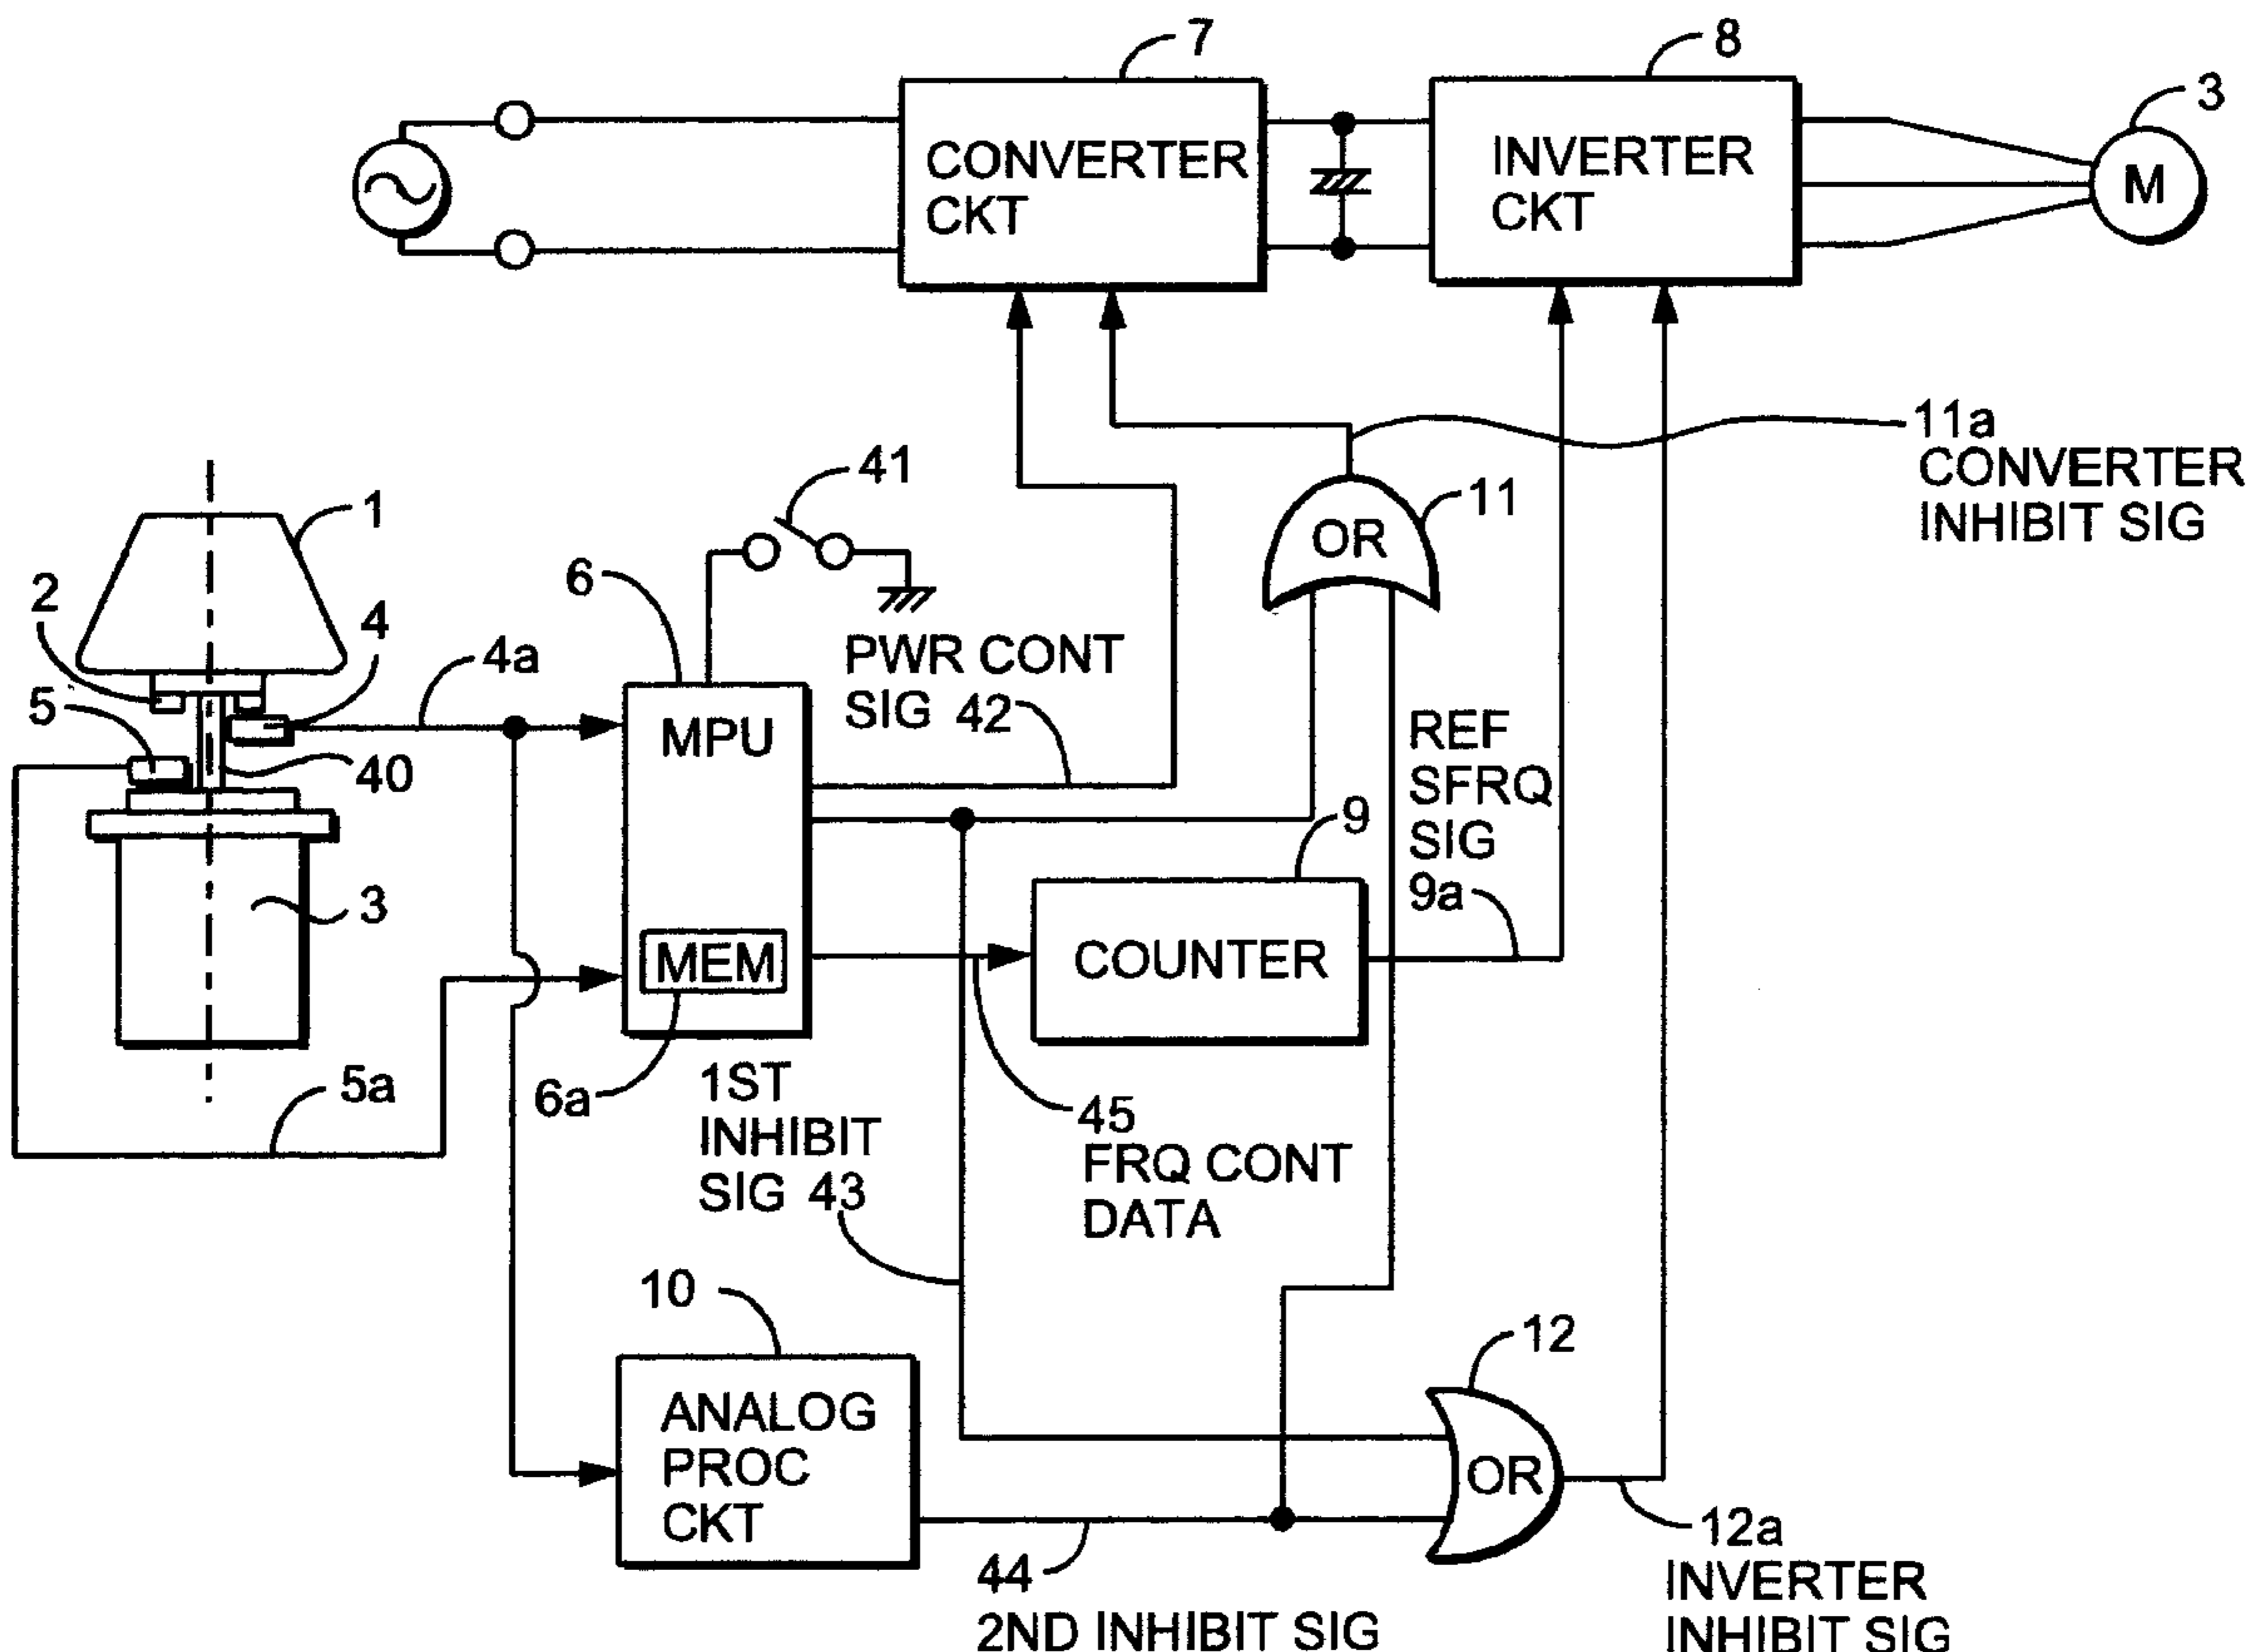 7
8
3
CONVERTER
CKT
INVERTER
CKT
M
11a
CONVERTER
INHIBIT SIG
41
11
OR
1
2
4
6
4a
PWR CONT
SIG 42
5
MPU
40
REF
SFRQ
SIG
9a
9
3
MEM
COUNTER
5a
6a
1ST
INHIBIT
SIG 43
45
FRQ CONT
DATA
10
12
ANALOG
PROC
CKT
OR
44
2ND INHIBIT SIG
12a
INVERTER
INHIBIT SIG